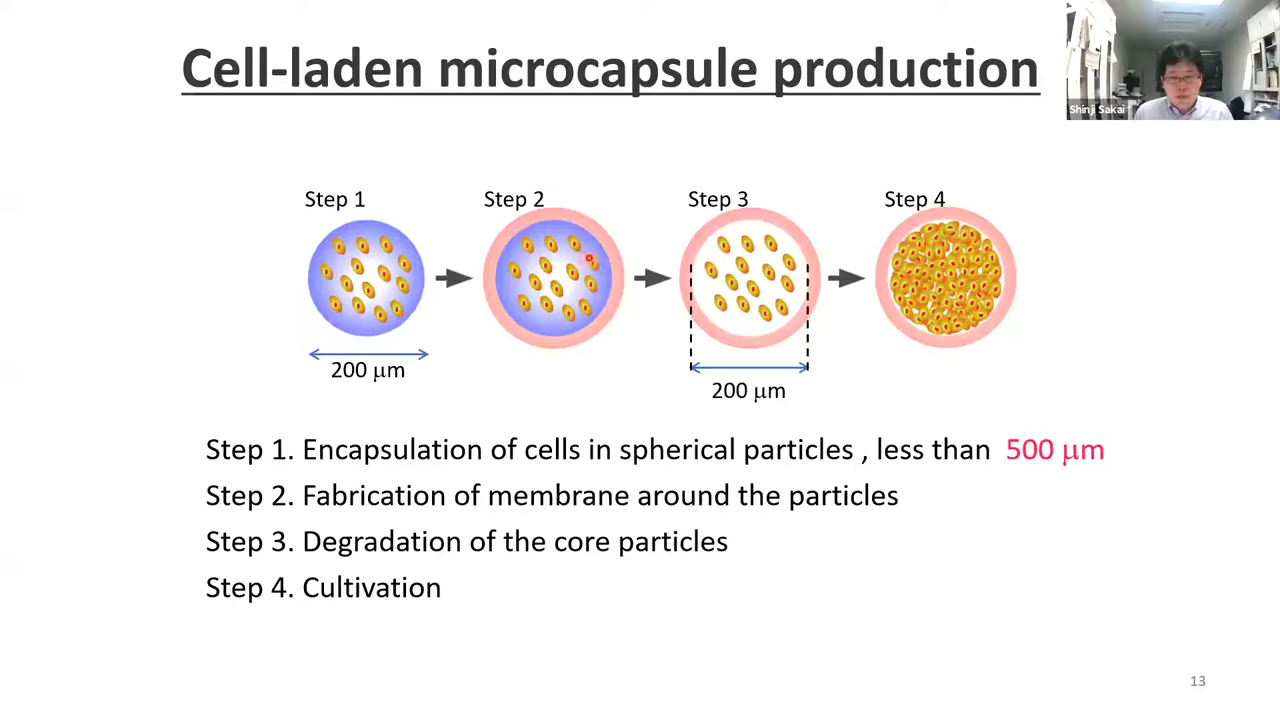 Cell-laden microcapsule production
Shinji Sakai
Step 1
Step 2
Step 3
Step 4
200 μm
200 μm
Step 1. Encapsulation of cells in spherical particles , less than 500 μm
Step 2. Fabrication of membrane around the particles
Step 3. Degradation of the core particles
Step 4. Cultivation
13